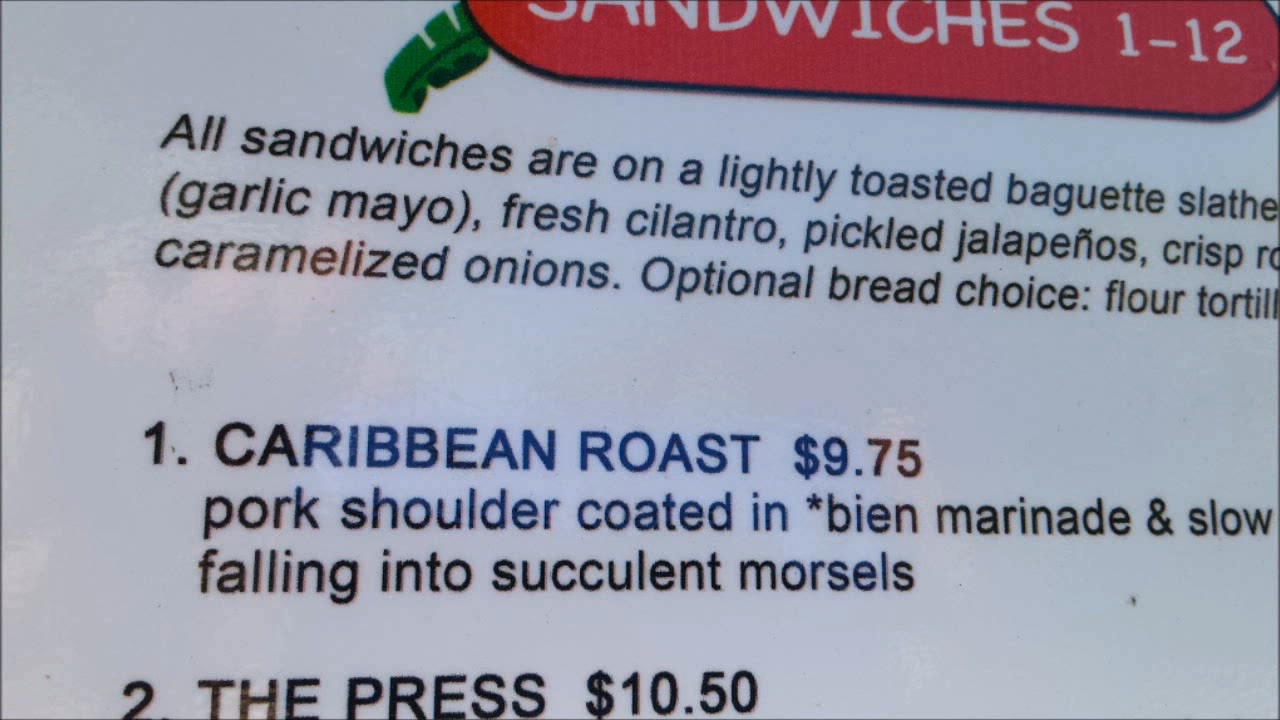 SANDWICHES 1-12
All sandwiches are on a lightly toasted baguette slathe
(garlic mayo), fresh cilantro, pickled jalapeños, crisp ro
caramelized onions. Optional bread choice: flour tortill
1. CARIBBEAN ROAST $9.75
pork shoulder coated in *bien marinade & slow
falling into succulent morsels
2. THE PRESS $10.50